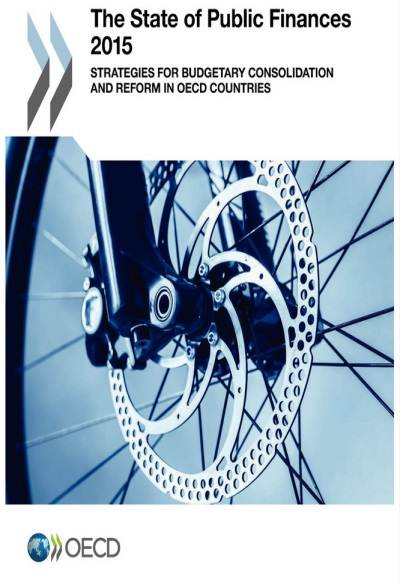 The State of Public Finances
2015
STRATEGIES FOR BUDGETARY CONSOLIDATION
AND REFORM IN OECD COUNTRIES
OECD